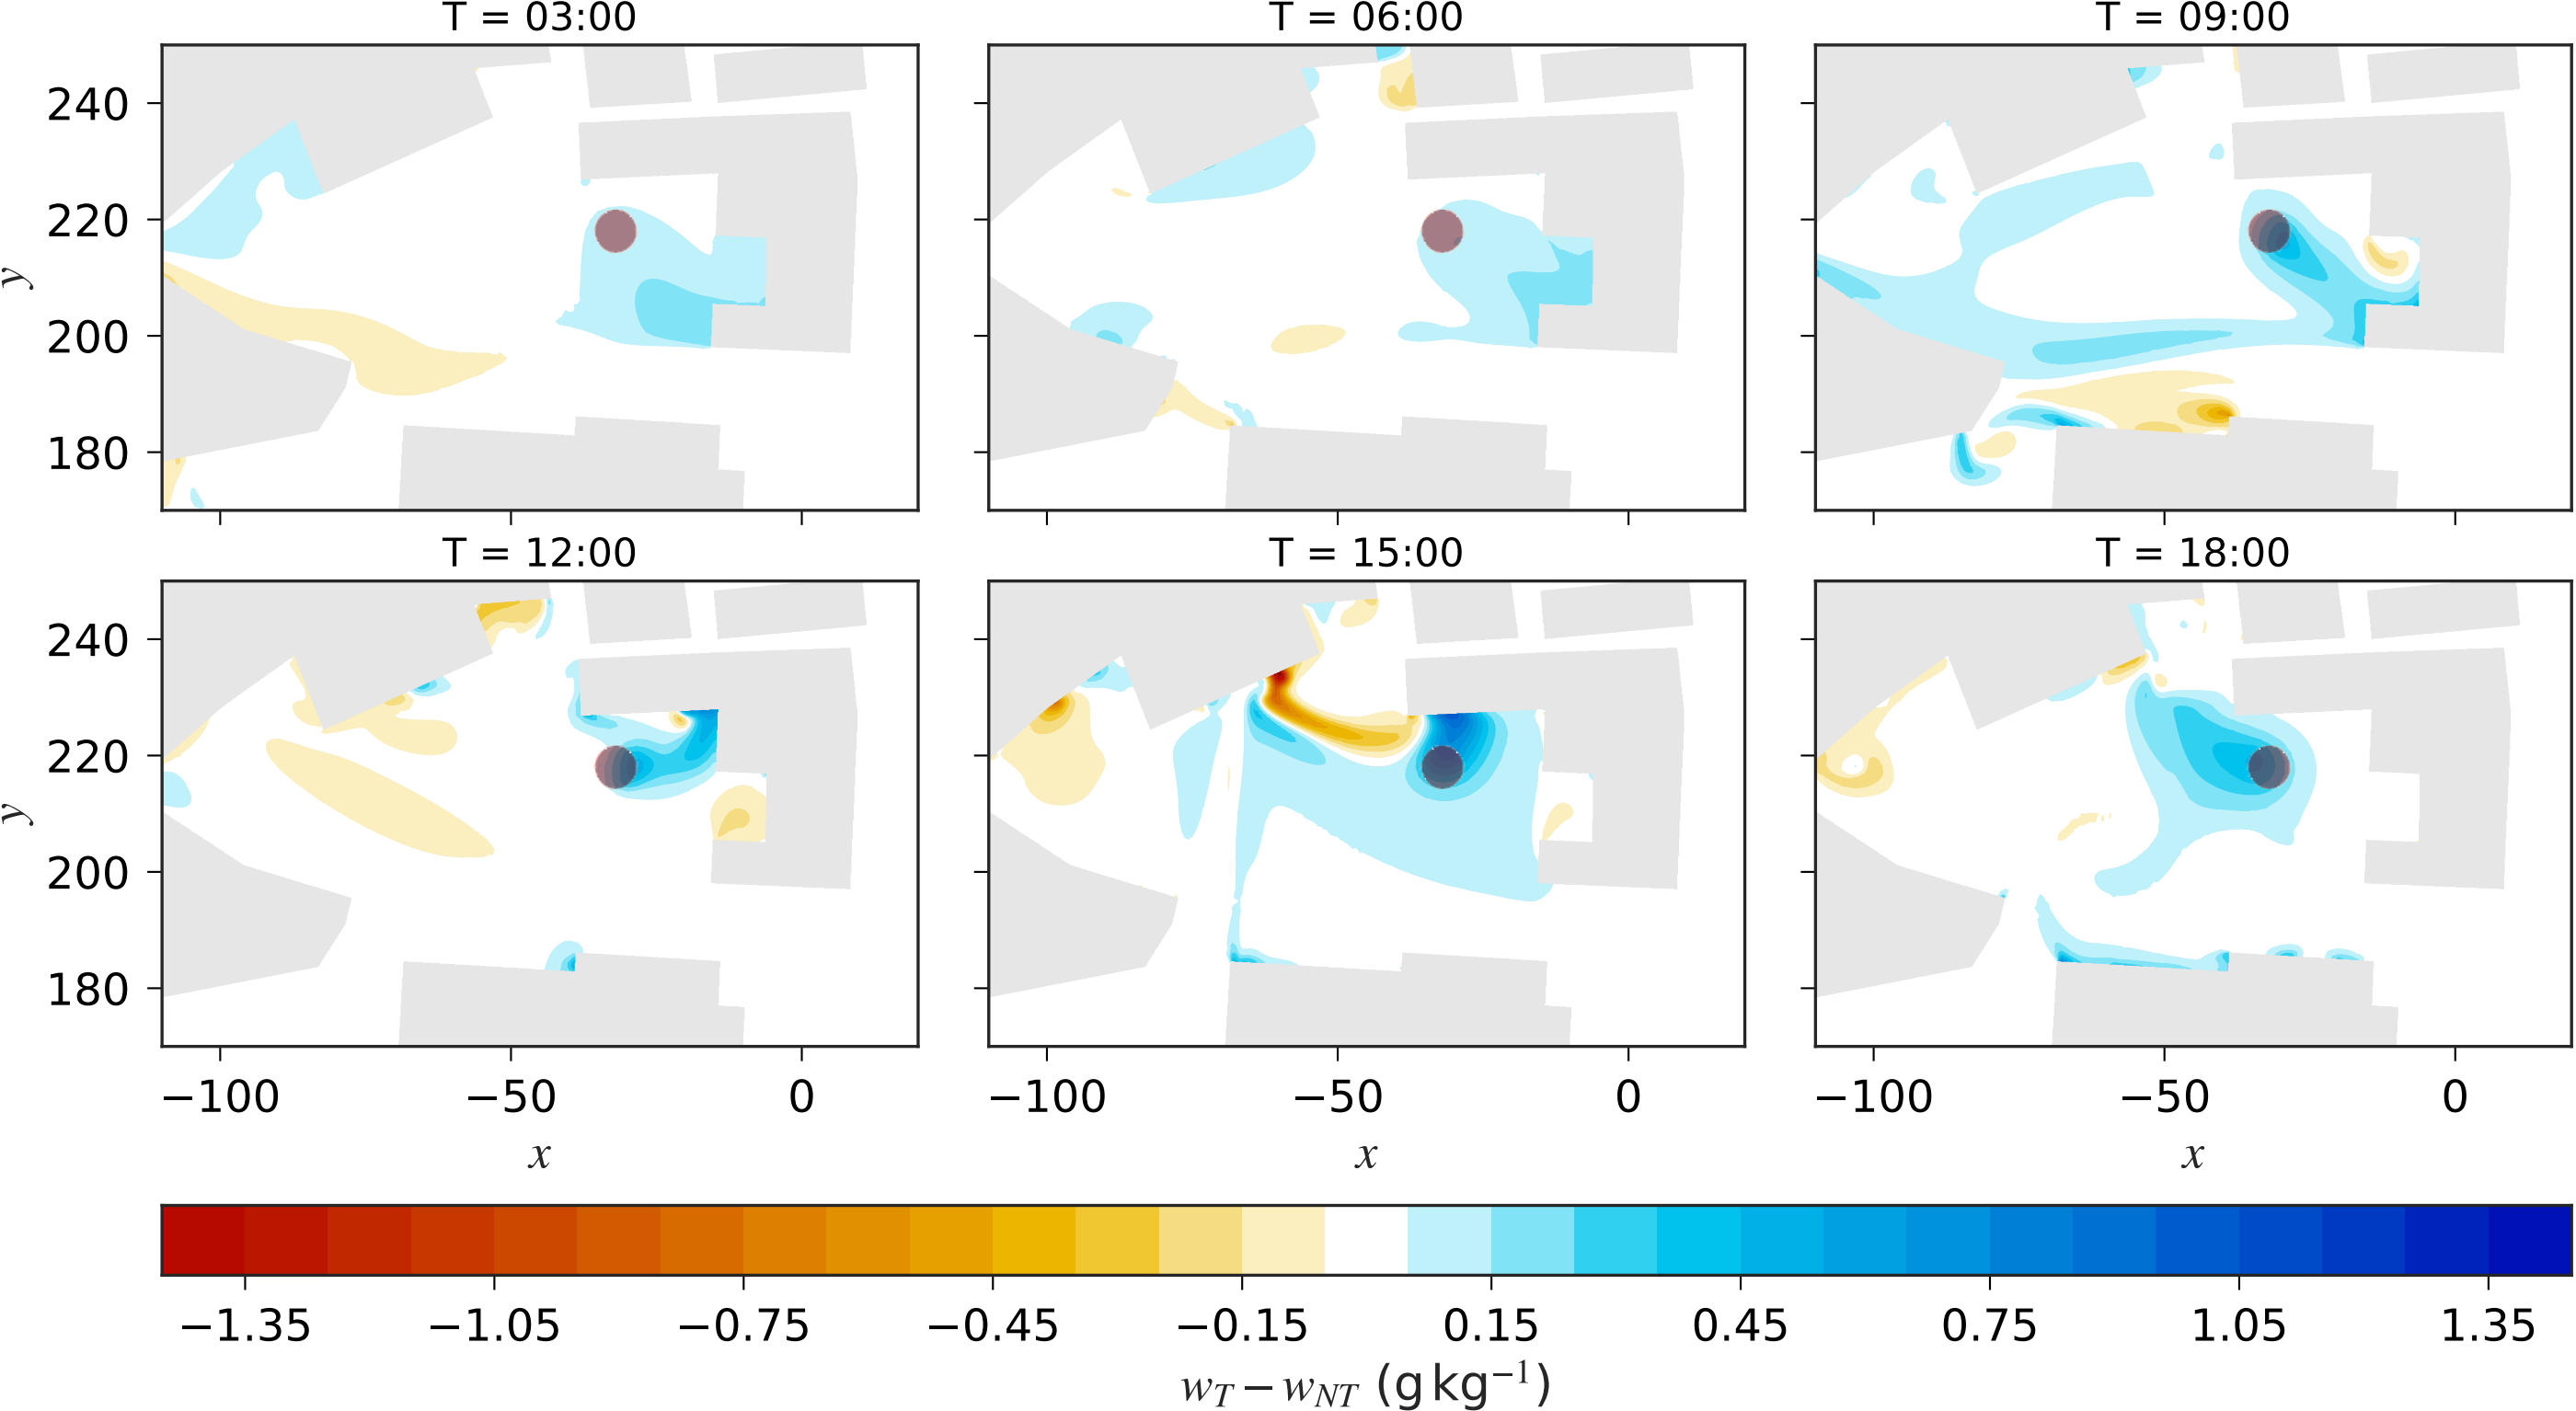 T = 03:00 T = 06:00 T = 09:00
240
220
200
180
y
T = 12:00 T = 15:00 T = 18:00
240
220
200
180
y
−100 −50 0 −100 −50 0 −100 −50 0
x x x
−1.35 −1.05 −0.75 −0.45 −0.15 0.15 0.45 0.75 1.05 1.35
w_T − w_NT (g kg⁻¹)